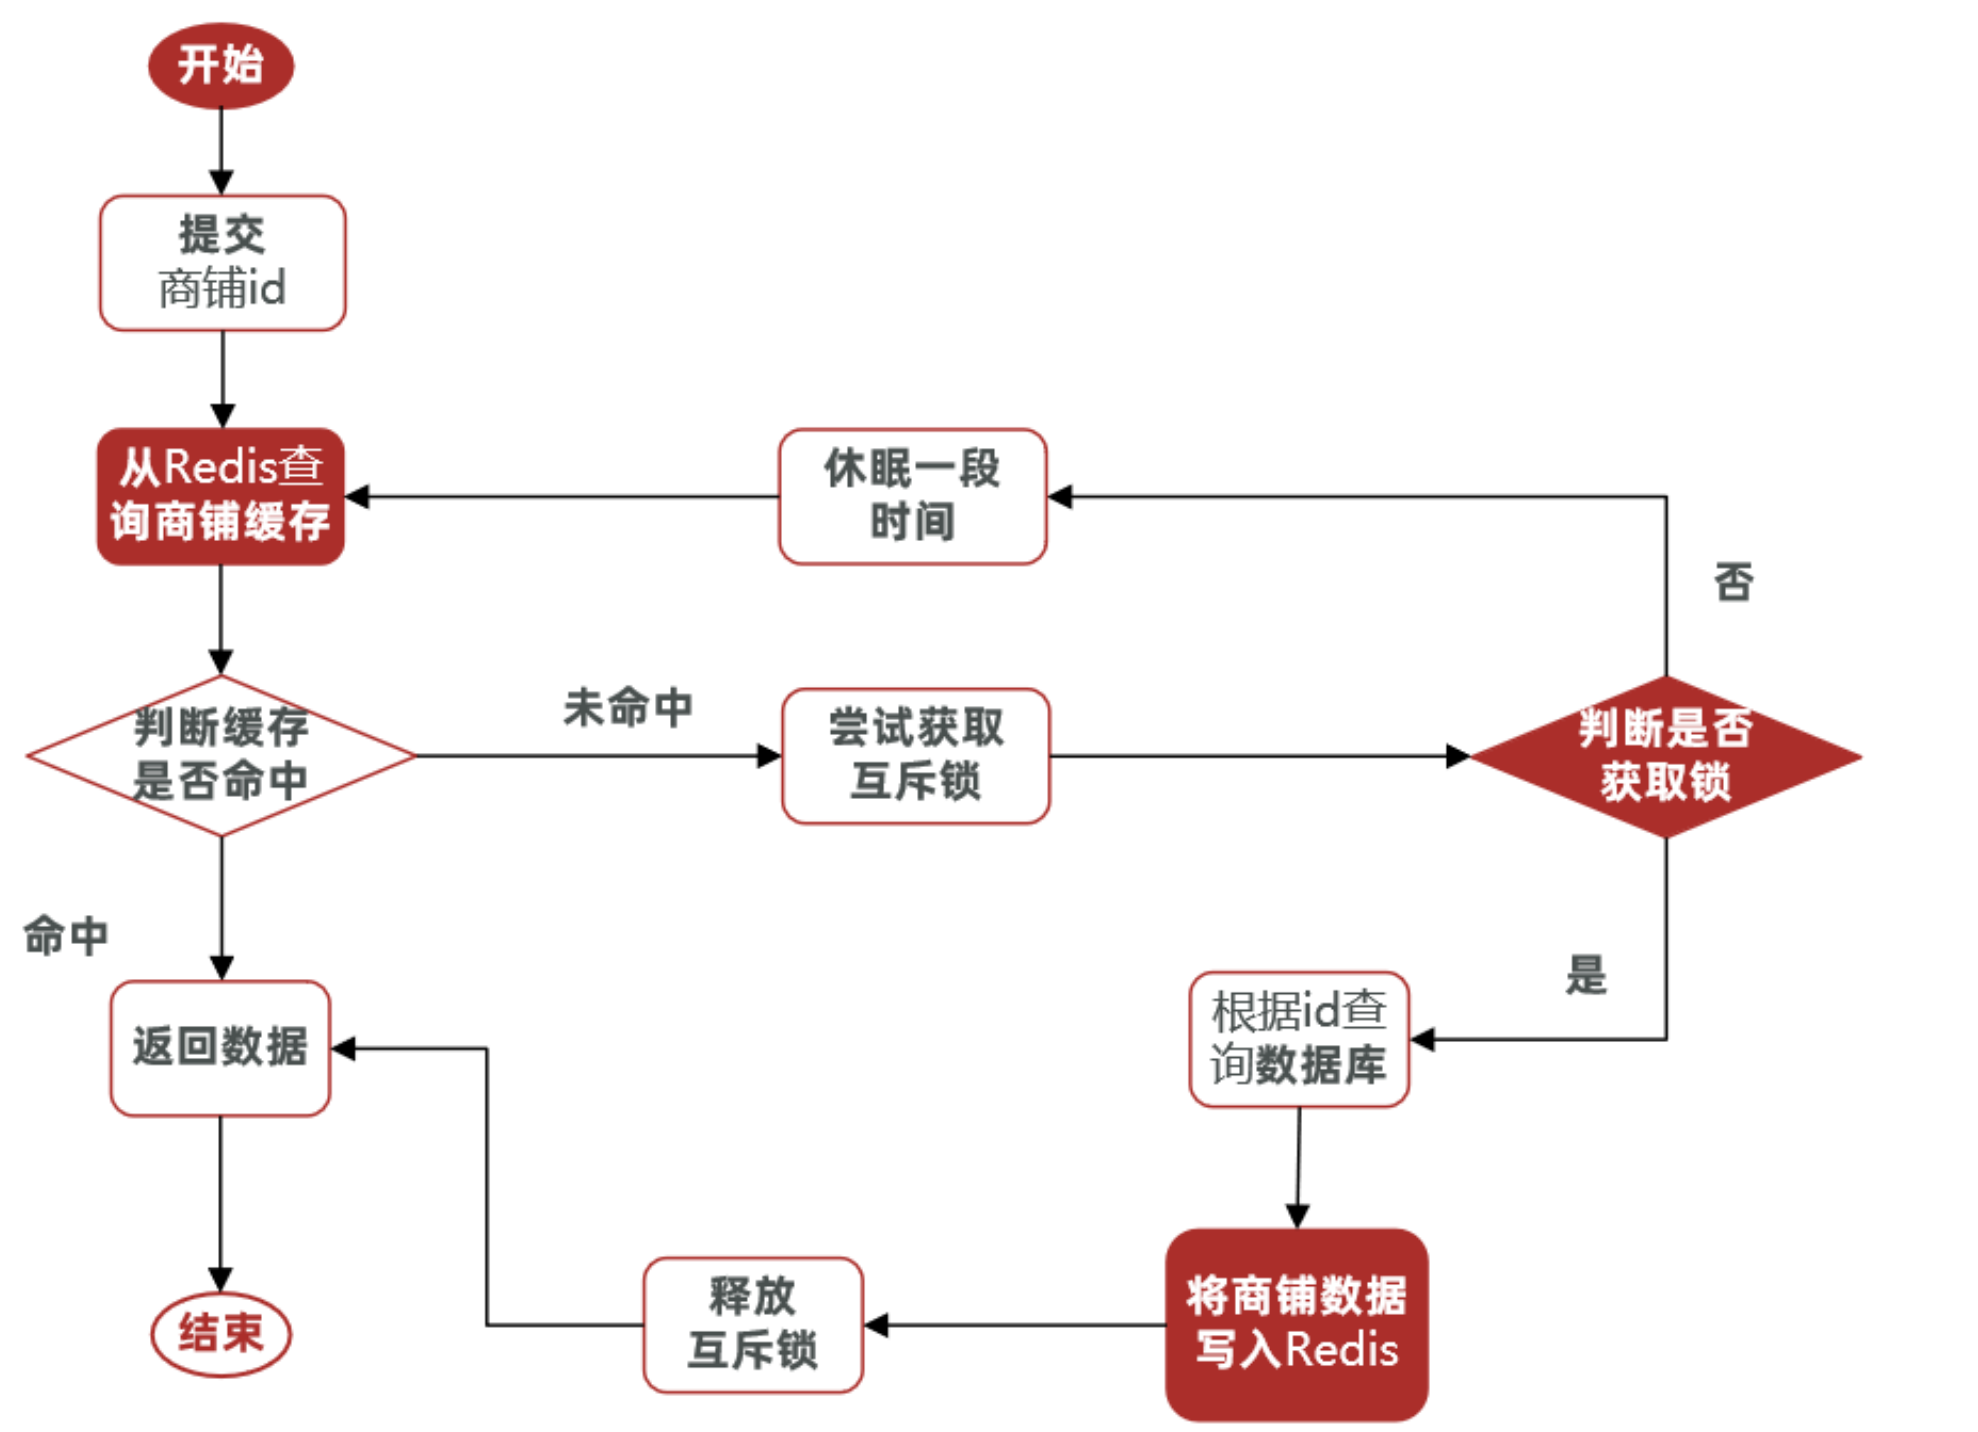 开始
提交
商铺id
从Redis查
询商铺缓存
休眠一段
时间
否
判断缓存
是否命中
未命中
尝试获取
互斥锁
判断是否
获取锁
命中
是
返回数据
根据id查
询数据库
释放
互斥锁
将商铺数据
写入Redis
结束